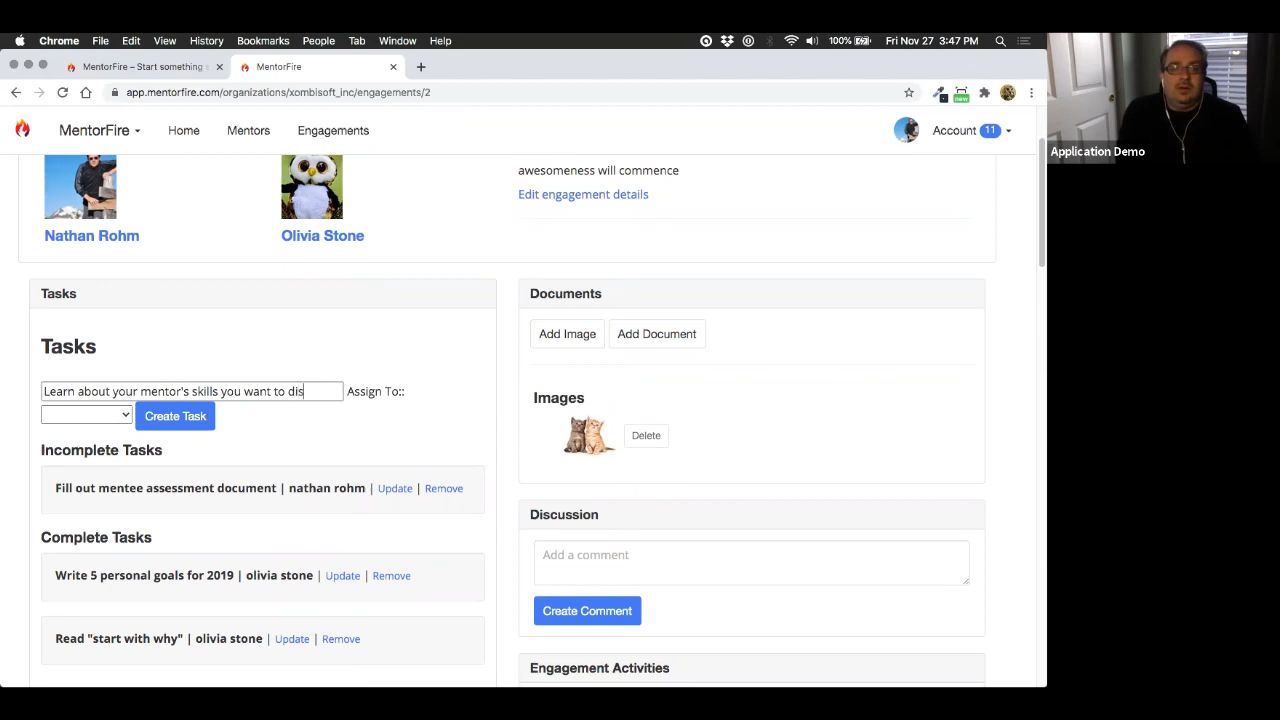 Chrome File Edit View History Bookmarks People Tab Window Help 100% Fri Nov 27 3:47 PM
MentorFire – Start something MentorFire
app.mentorfire.com/organizations/xombisoft_inc/engagements/2 new
MentorFire Home Mentors Engagements Account 11
Application Demo
awesomeness will commence
Edit engagement details
Nathan Rohm Olivia Stone
Tasks
Tasks
Learn about your mentor's skills you want to dis Assign To::
Create Task
Incomplete Tasks
Fill out mentee assessment document | nathan rohm | Update | Remove
Complete Tasks
Write 5 personal goals for 2019 | olivia stone | Update | Remove
Read "start with why" | olivia stone | Update | Remove
Documents
Add Image Add Document
Images
Delete
Discussion
Add a comment
Create Comment
Engagement Activities